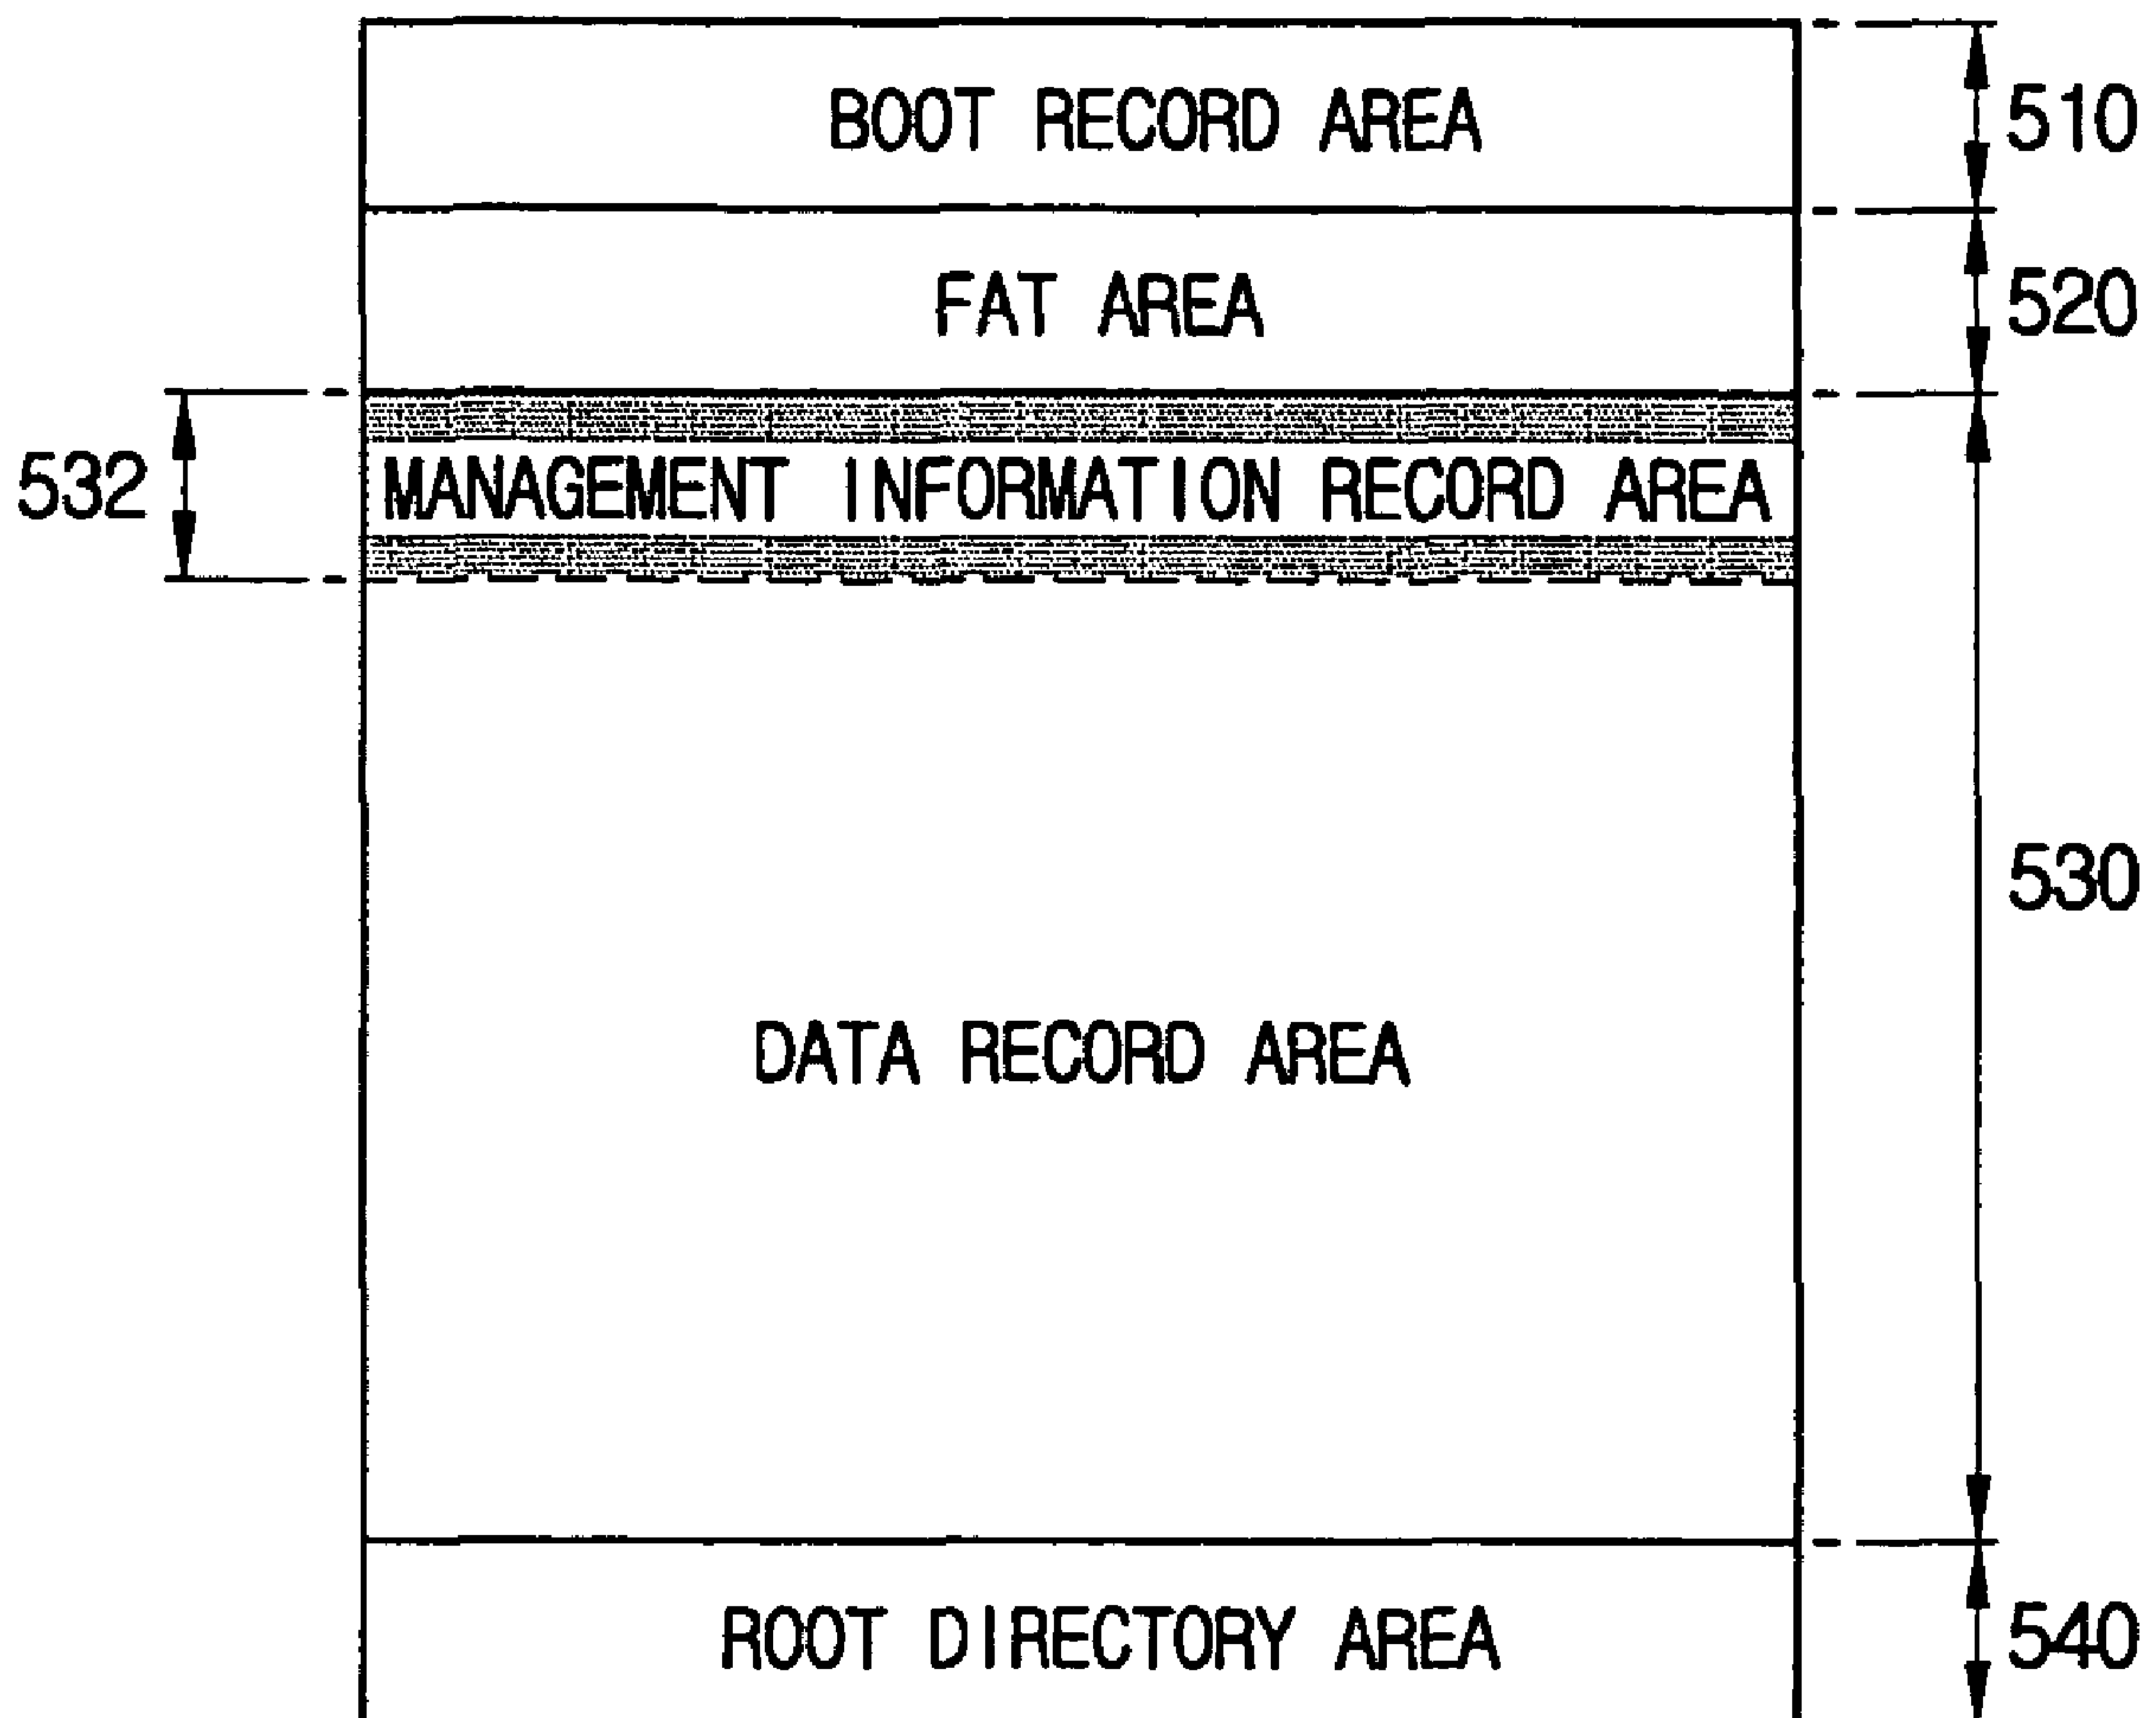 BOOT RECORD AREA
510
FAT AREA
520
532
MANAGEMENT INFORMATION RECORD AREA
530
DATA RECORD AREA
ROOT DIRECTORY AREA
540